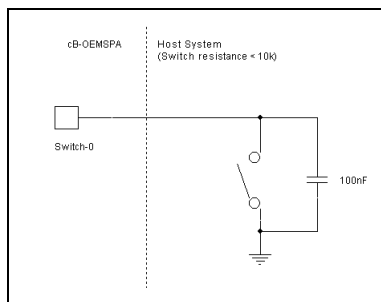 cB-OEMSPA
Host System
(Switch resistance < 10k)
Switch-0
100nF